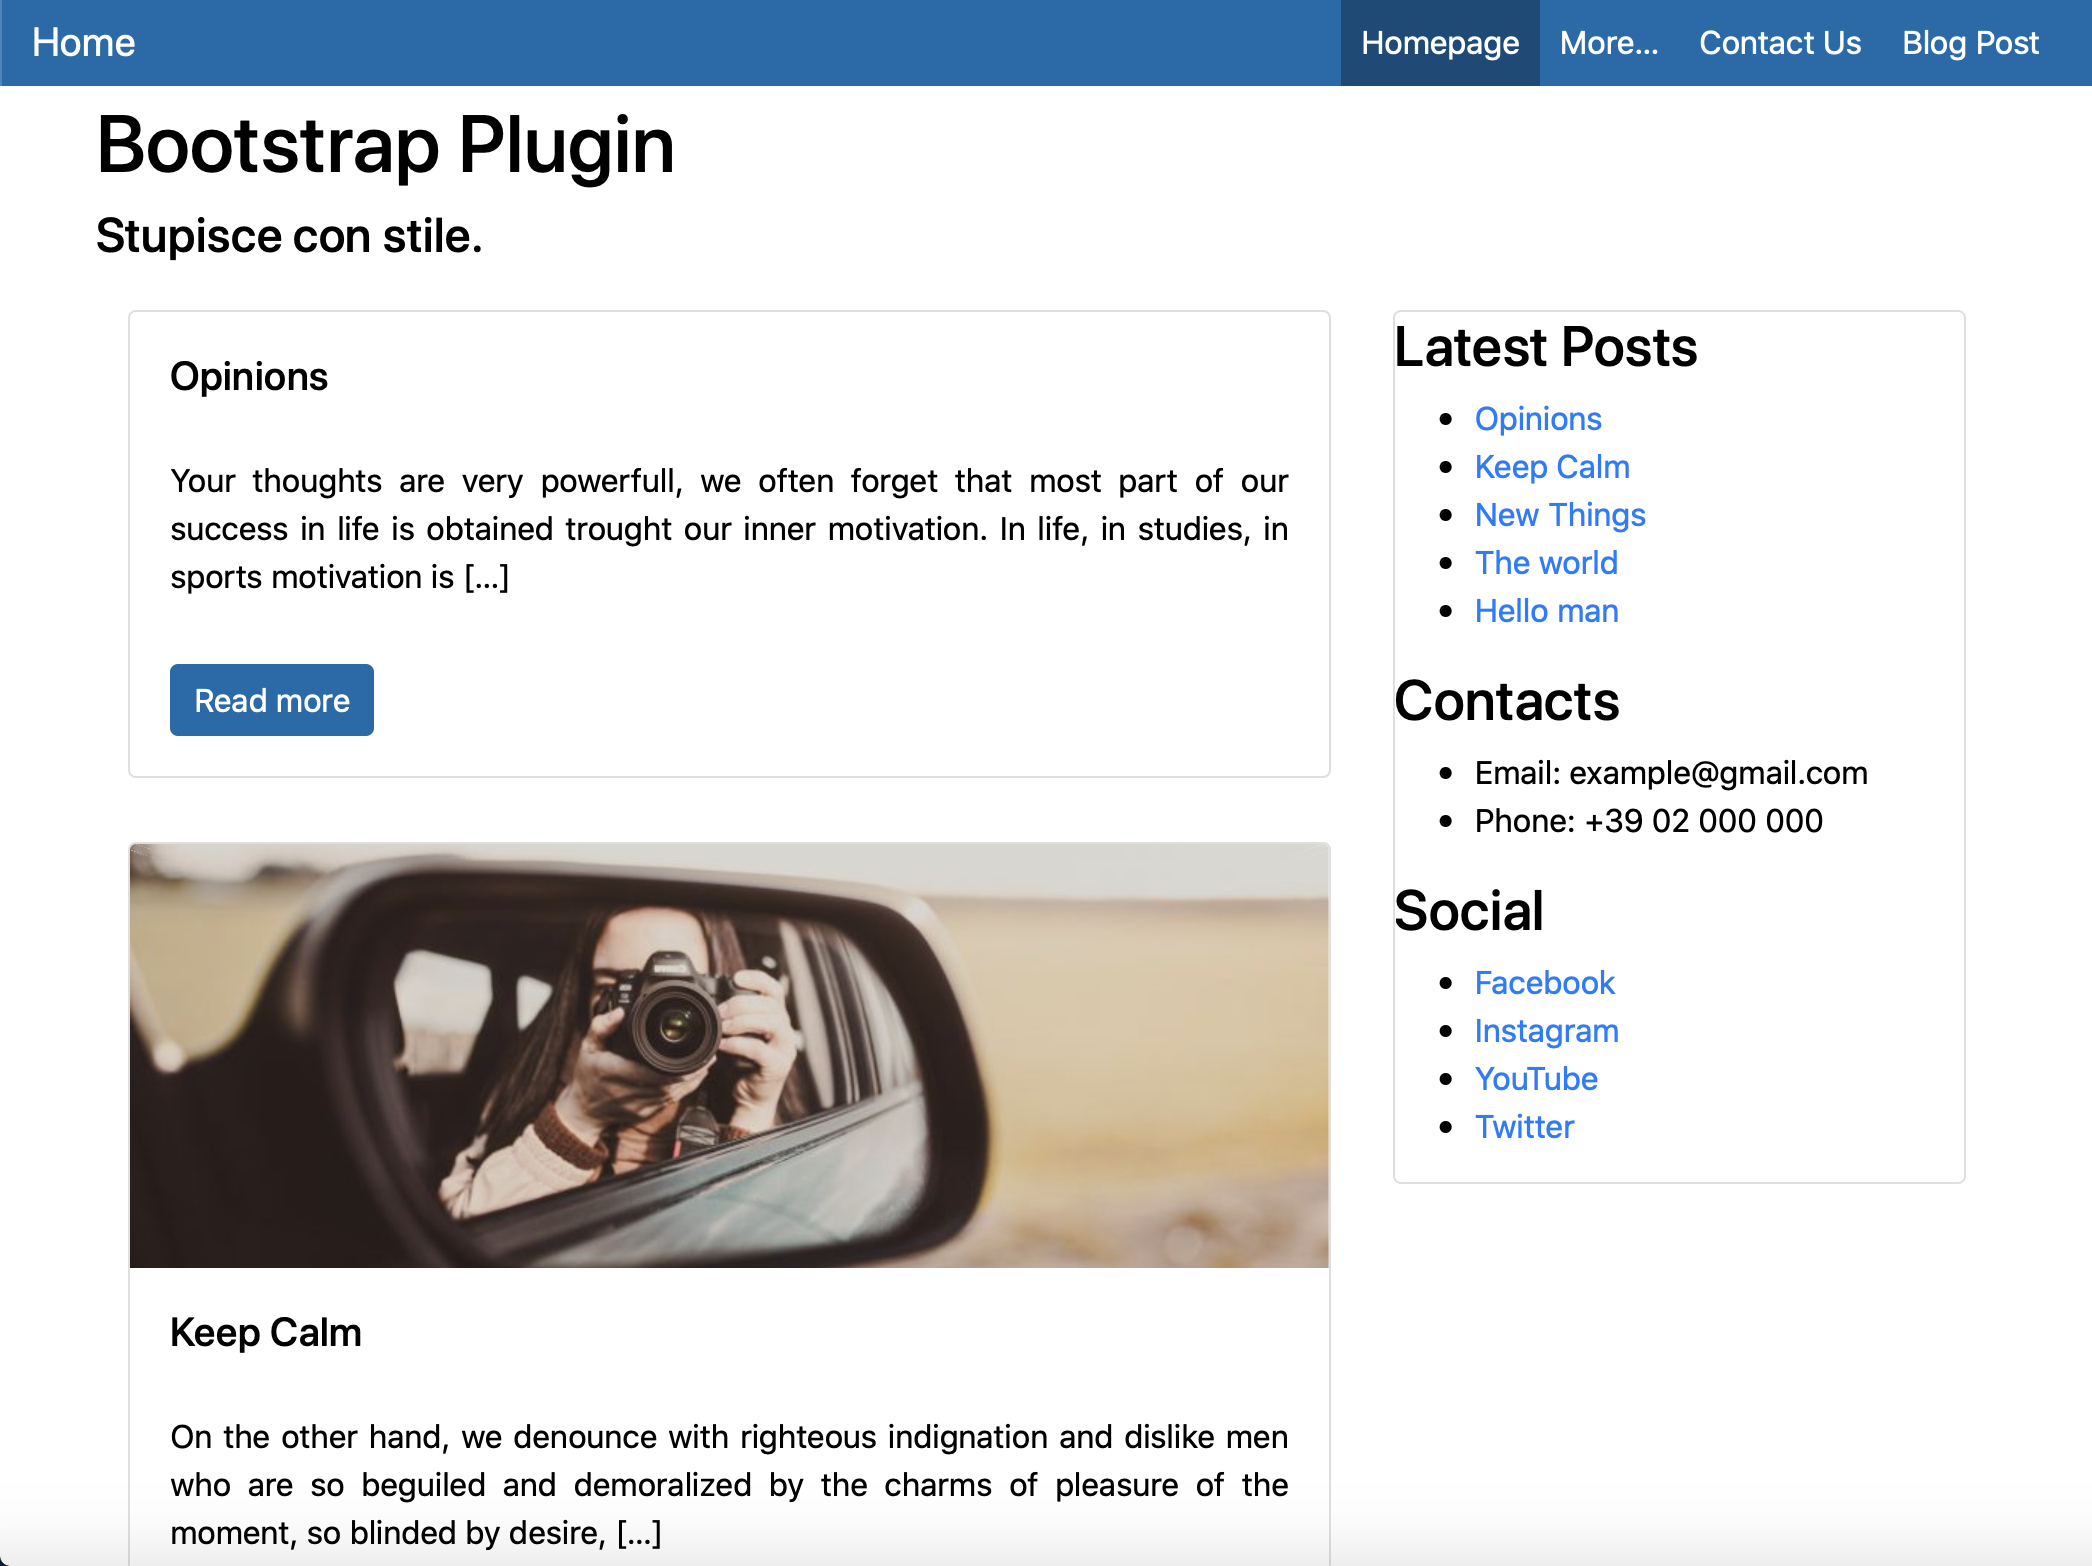 Home
Homepage
More...
Contact Us
Blog Post
Bootstrap Plugin
Stupisce con stile.
Opinions
Your thoughts are very powerfull, we often forget that most part of our
success in life is obtained trought our inner motivation. In life, in studies, in
sports motivation is [...]
Read more
Keep Calm
On the other hand, we denounce with righteous indignation and dislike men
who are so beguiled and demoralized by the charms of pleasure of the
moment, so blinded by desire, [...]
Latest Posts
Opinions
Keep Calm
New Things
The world
Hello man
Contacts
Email: example@gmail.com
Phone: +39 02 000 000
Social
Facebook
Instagram
YouTube
Twitter